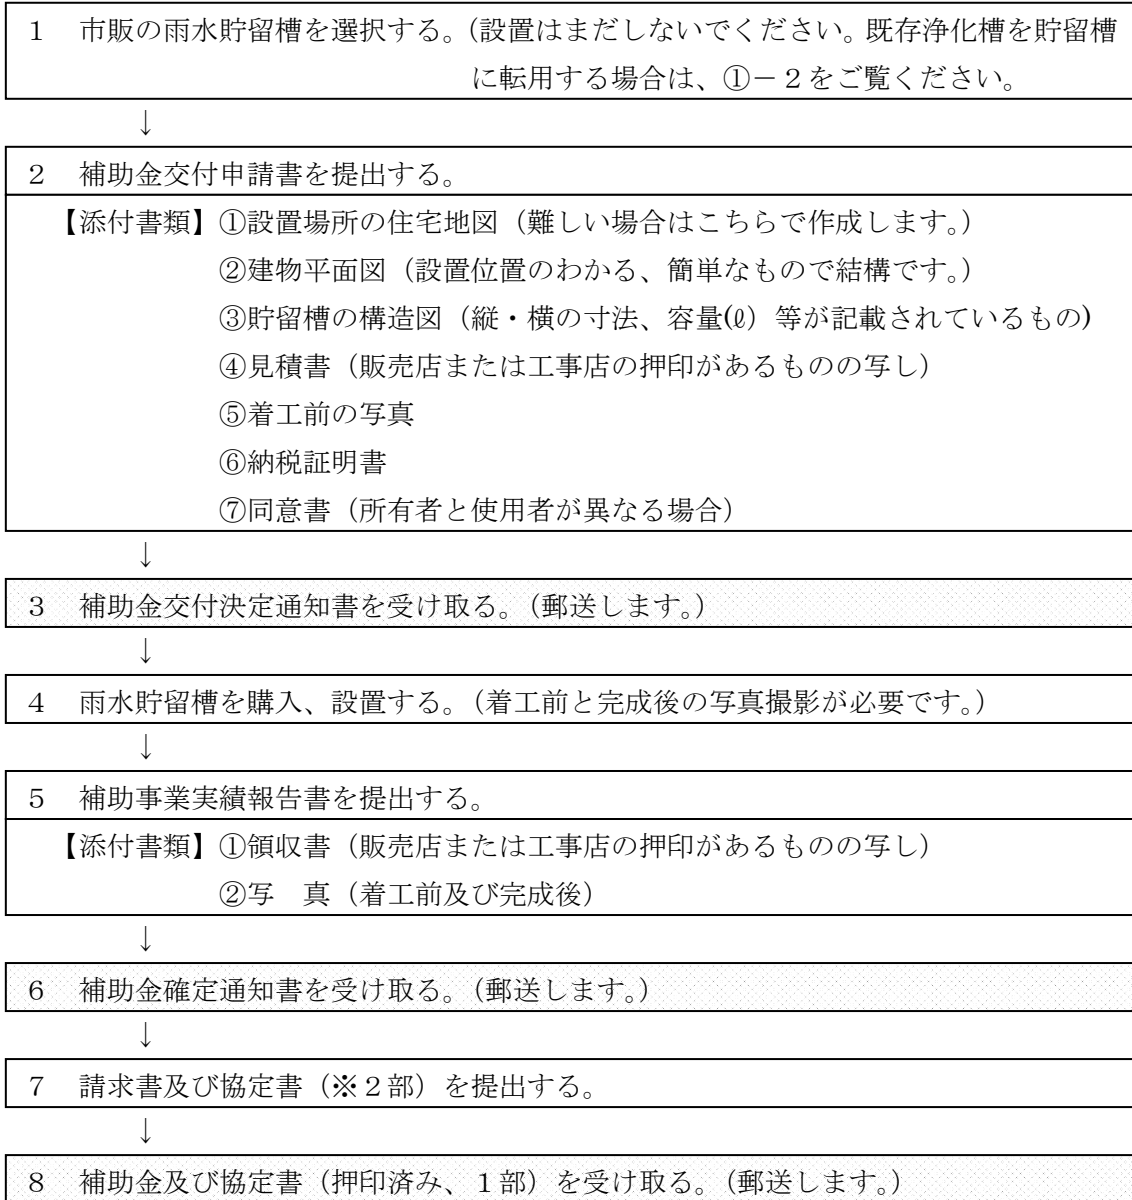 １　市販の雨水貯留槽を選択する。（設置はまだしないでください。既存浄化槽を貯留槽
に転用する場合は、①－２をご覧ください。
↓
２　補助金交付申請書を提出する。
【添付書類】①設置場所の住宅地図（難しい場合はこちらで作成します。）
②建物平面図（設置位置のわかる、簡単なもので結構です。）
③貯留槽の構造図（縦・横の寸法、容量(ℓ）等が記載されているもの)
④見積書（販売店または工事店の押印があるものの写し）
⑤着工前の写真
⑥納税証明書
⑦同意書（所有者と使用者が異なる場合）
↓
３　補助金交付決定通知書を受け取る。（郵送します。）
↓
４　雨水貯留槽を購入、設置する。（着工前と完成後の写真撮影が必要です。）
↓
５　補助事業実績報告書を提出する。
【添付書類】①領収書（販売店または工事店の押印があるものの写し）
②写　真（着工前及び完成後）
↓
６　補助金確定通知書を受け取る。（郵送します。）
↓
７　請求書及び協定書（※２部）を提出する。
↓
８　補助金及び協定書（押印済み、１部）を受け取る。（郵送します。）